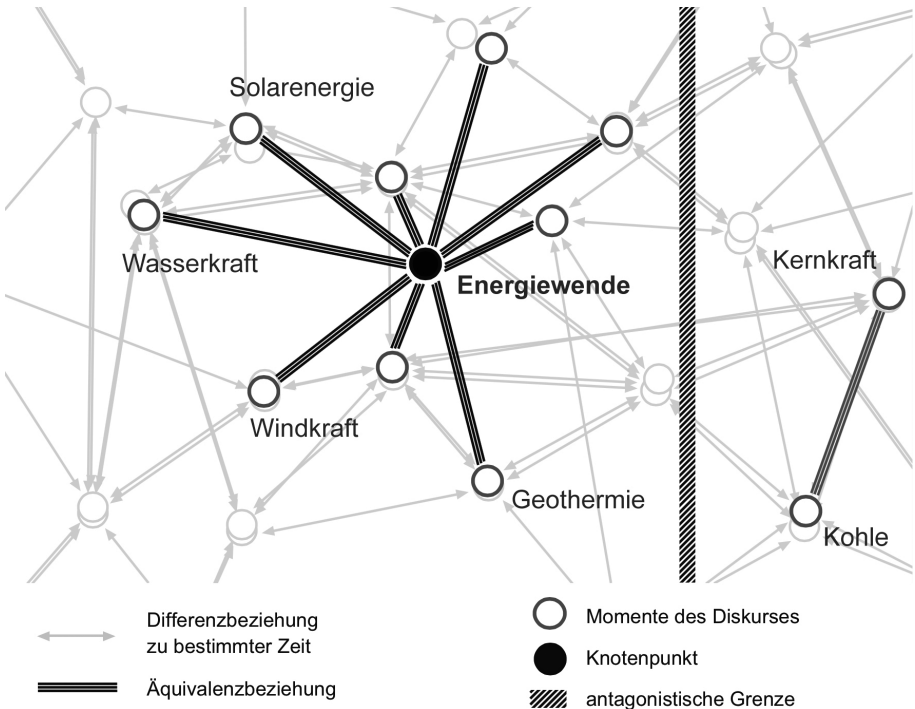 Solarenergie
Wasserkraft
Kernkraft
Energiewende
Windkraft
Geothermie
Kohle
Differenzbeziehung
zu bestimmter Zeit
Äquivalenzbeziehung
Momente des Diskurses
Knotenpunkt
antagonistische Grenze